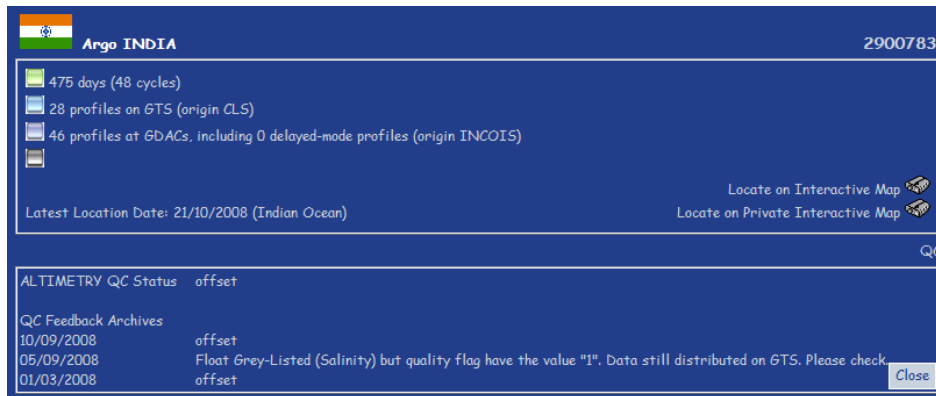 Argo INDIA 2900783
475 days (48 cycles)
28 profiles on GTS (origin CLS)
46 profiles at GDACs, including 0 delayed-mode profiles (origin INCOIS)
Locate on Interactive Map
Latest Location Date: 21/10/2008 (Indian Ocean) Locate on Private Interactive Map
ALTIMETRY QC Status offset
QC Feedback Archives
10/09/2008 offset
05/09/2008 Float Grey-Listed (Salinity) but quality flag have the value "1". Data still distributed on GTS. Please check.
01/03/2008 offset
Close